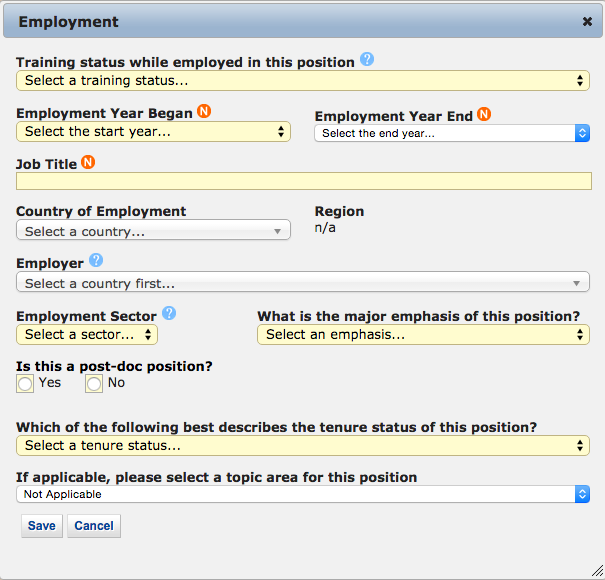 Employment
Training status while employed in this position ?
Select a training status...
Employment Year Began N
Employment Year End N
Select the start year...
Select the end year...
Job Title N
Country of Employment
Region
Select a country...
n/a
Employer ?
Select a country first...
Employment Sector ?
What is the major emphasis of this position?
Select a sector...
Select an emphasis...
Is this a post-doc position?
Yes No
Which of the following best describes the tenure status of this position?
Select a tenure status...
If applicable, please select a topic area for this position
Not Applicable
Save Cancel